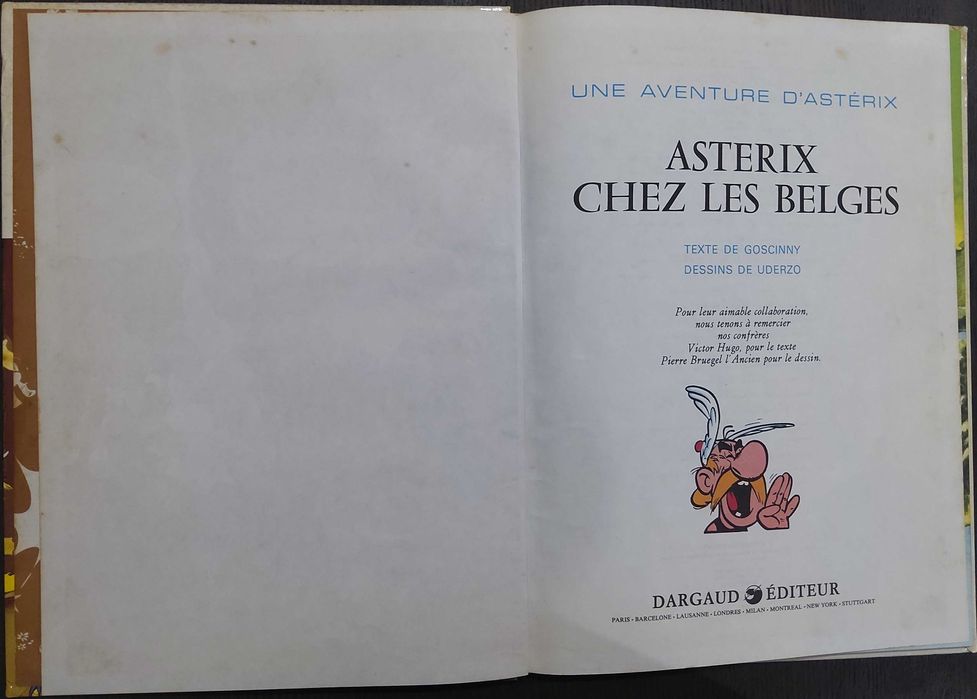 UNE AVENTURE D'ASTÉRIX
ASTERIX
CHEZ LES BELGES
TEXTE DE GOSCINNY
DESSINS DE UDERZO
Pour leur aimable collaboration,
nous tenons à remercier
nos confrères
Victor Hugo, pour le texte
Pierre Bruegel l'Ancien pour le dessin.
DARGAUD ÉDITEUR
PARIS - BARCELONE - LAUSANNE - LONDRES - MILAN - MONTREAL - NEW YORK - STUTTGART